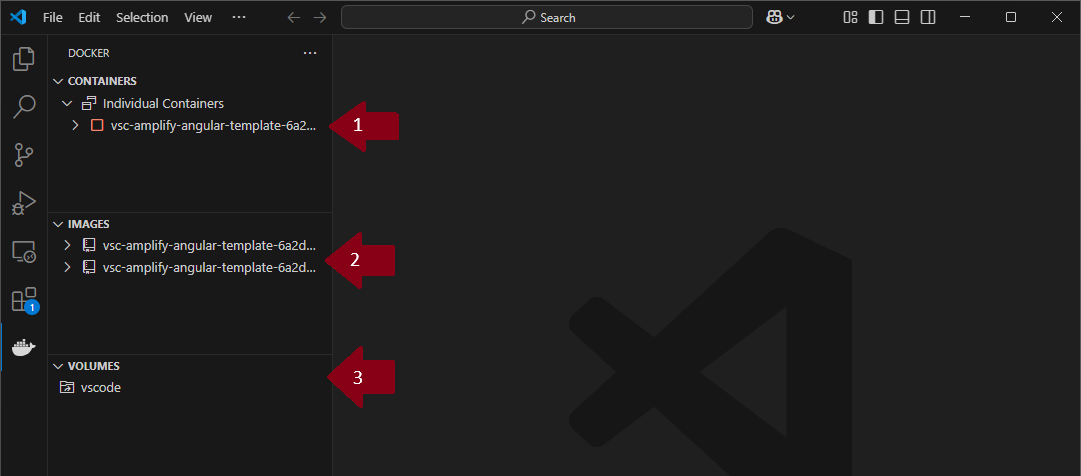 File Edit Selection View ··· Search
DOCKER ···
CONTAINERS
Individual Containers
vsc-amplify-angular-template-6a2...
1
IMAGES
vsc-amplify-angular-template-6a2d...
2
vsc-amplify-angular-template-6a2d...
1
VOLUMES
3
vscode